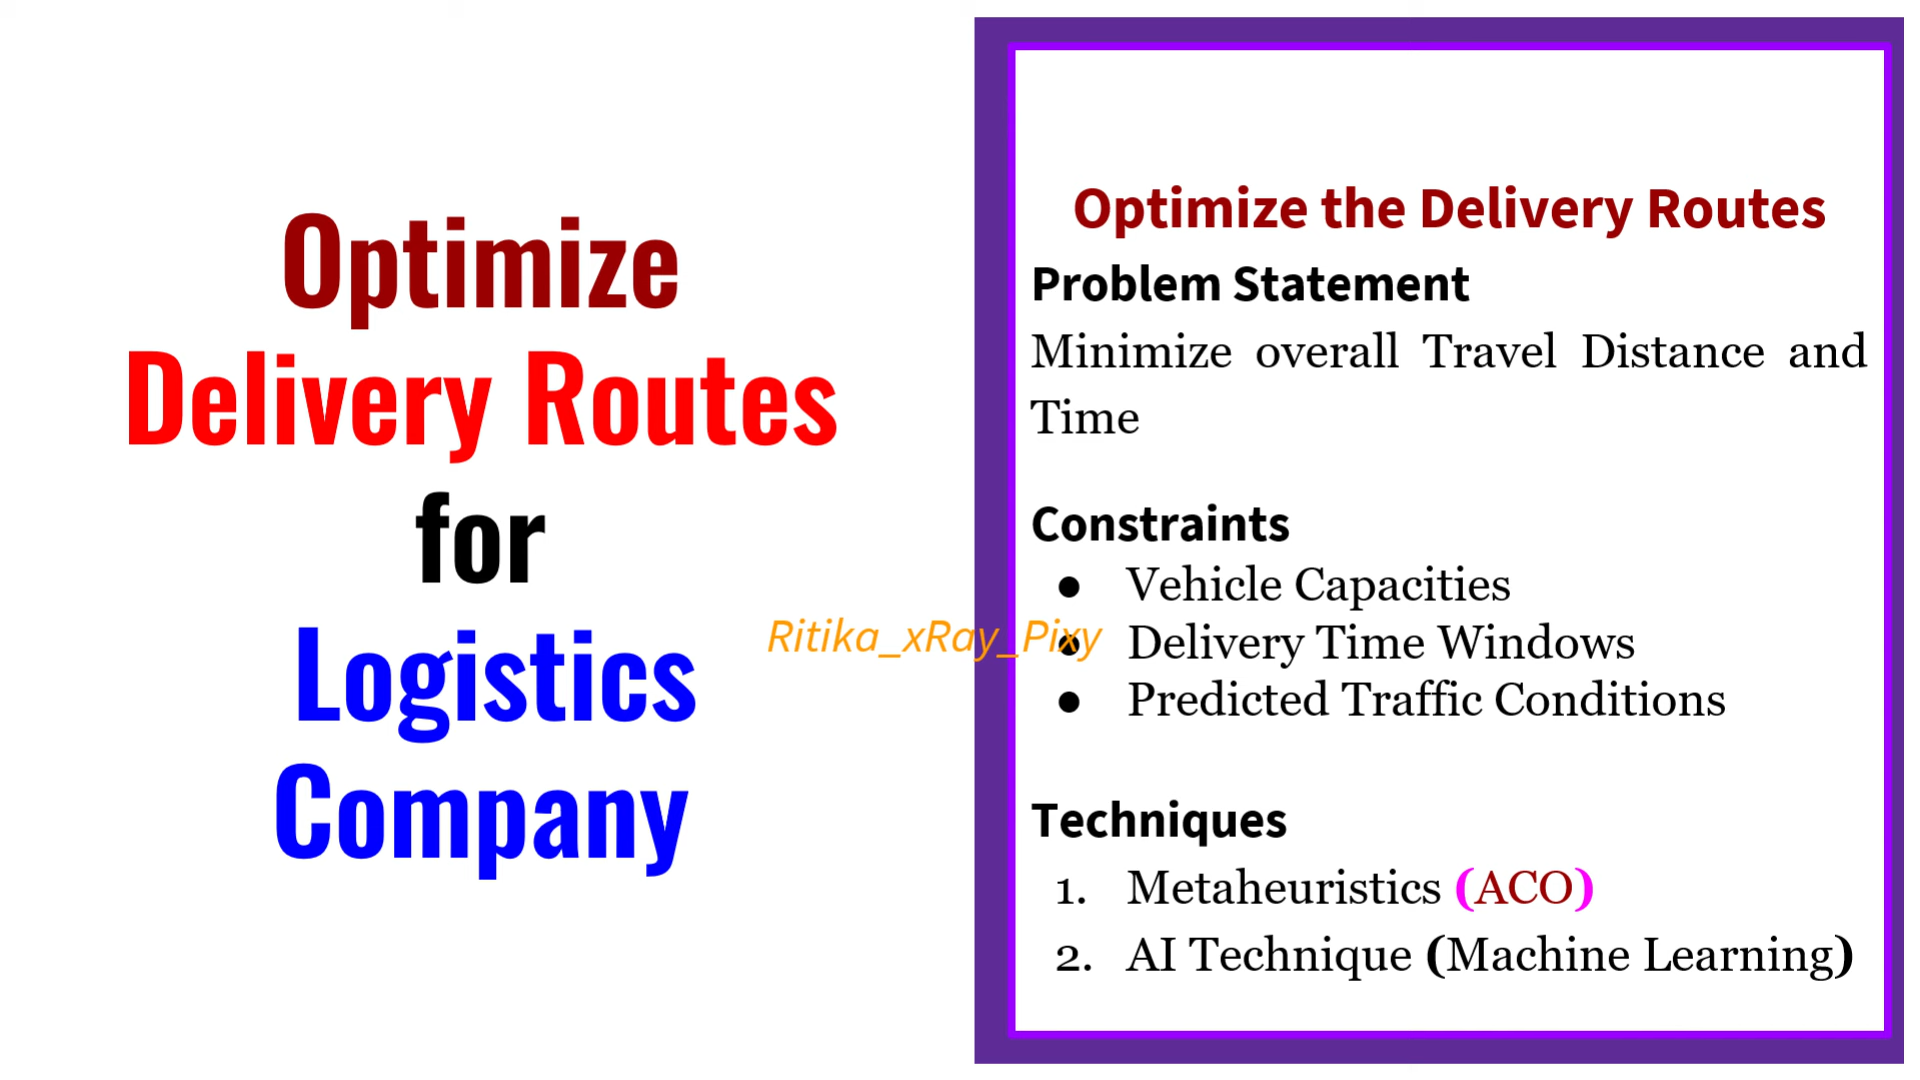 Optimize
Delivery Routes
for
Logistics
Company
Ritika_xRay_Pixy
Optimize the Delivery Routes
Problem Statement
Minimize overall Travel Distance and
Time
Constraints
● Vehicle Capacities
● Delivery Time Windows
● Predicted Traffic Conditions
Techniques
1. Metaheuristics (ACO)
2. AI Technique (Machine Learning)